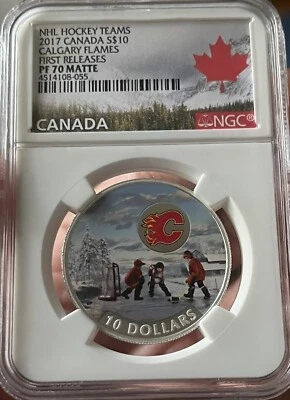 NHL HOCKEY TEAMS
2017 CANADA S$10
CALGARY FLAMES
FIRST RELEASES
PF 70 MATTE
4514108-055
CANADA
NGC
C
10 DOLLARS